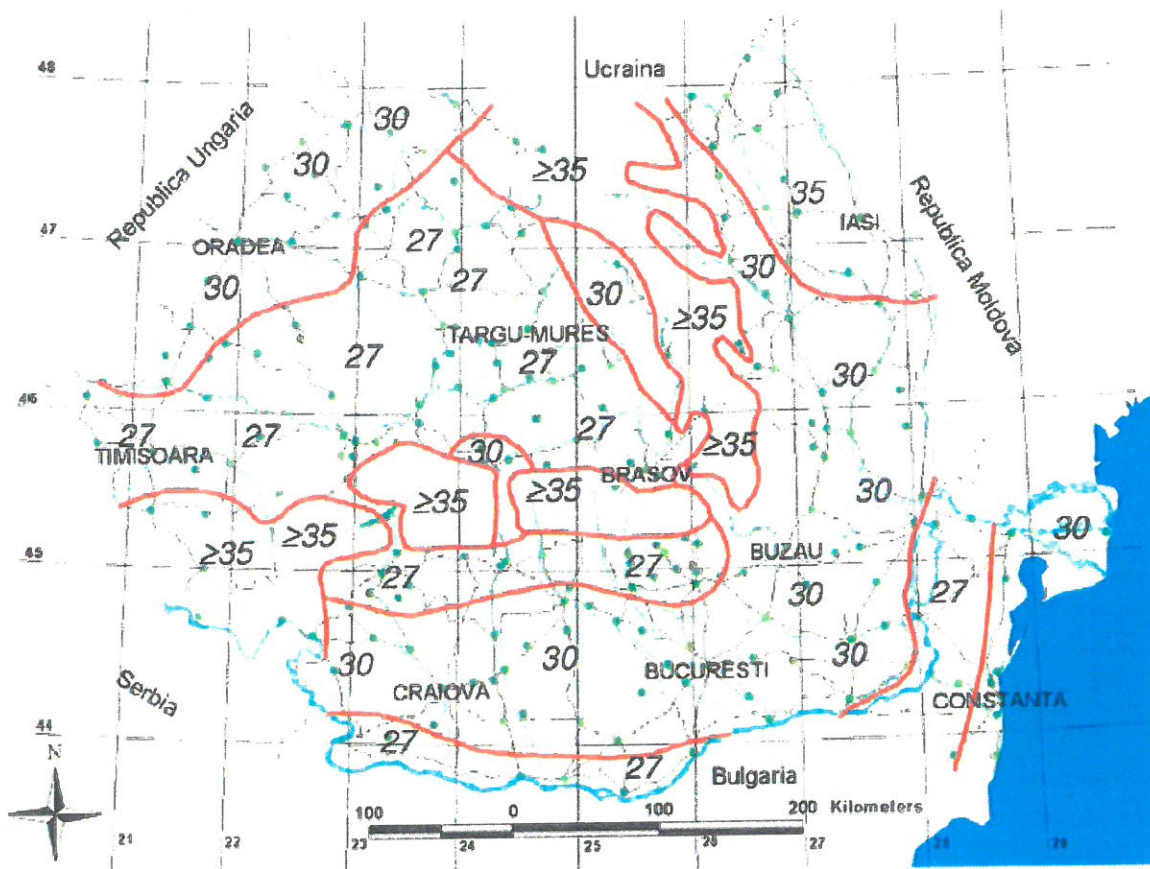 48
Ucraina
30
30
≥35
Republica Ungaria
35
Republica Moldova
IASI
47
ORADEA
27
30
27
30
30
≥35
TARGU-MURES
27
27
30
46
27
27
27
≥35
TIMISOARA
30
BRASOV
≥35
≥35
30
≥35
≥35
30
45
BUZAU
27
27
27
30
30
30
30
BUCURESTI
CRAIOVA
CONSTANTA
Serbia
44
N
27
27
Bulgaria
100 0 100 200 Kilometers
21 22 23 24 25 26 27 28 29